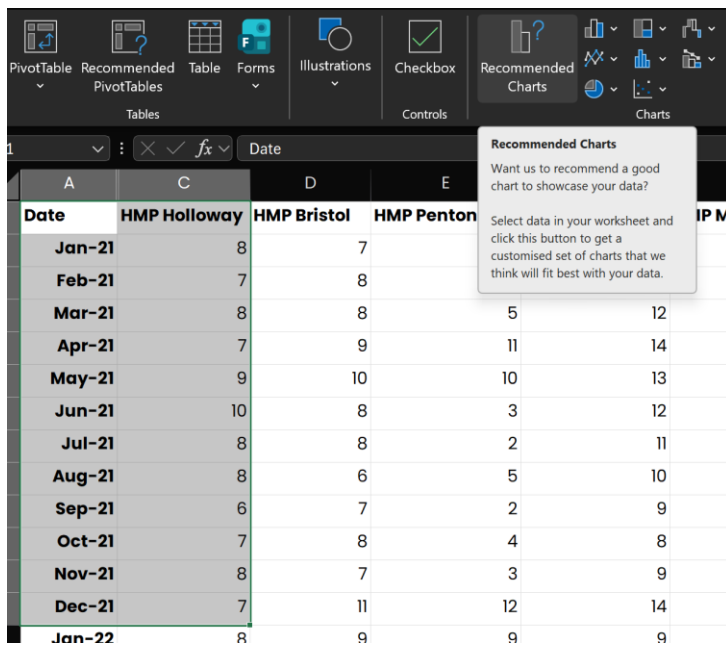 PivotTable
Recommended
PivotTables
Table
Forms
F
Illustrations
Checkbox
Recommended
Charts
Tables
Controls
Charts
1
fx
Date
Recommended Charts
Want us to recommend a good
chart to showcase your data?
Select data in your worksheet and
click this button to get a
customised set of charts that we
think will fit best with your data.
A C D E
Date HMP Holloway HMP Bristol HMP Penton
Jan-21 8 7
Feb-21 7 8
Mar-21 8 8 5 12
Apr-21 7 9 11 14
May-21 9 10 10 13
Jun-21 10 8 3 12
Jul-21 8 8 2 11
Aug-21 8 6 5 10
Sep-21 6 7 2 9
Oct-21 7 8 4 8
Nov-21 8 7 3 9
Dec-21 7 11 12 14
Jan-22 8 9 9 9